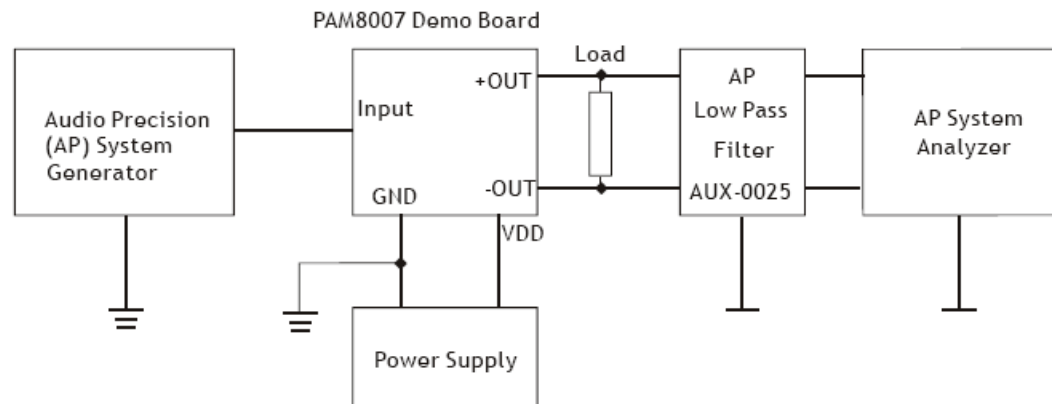 PAM8007 Demo Board
Audio Precision
(AP) System
Generator
Input
+OUT
-OUT
GND
VDD
Load
AP
Low Pass
Filter
AUX-0025
AP System
Analyzer
Power Supply